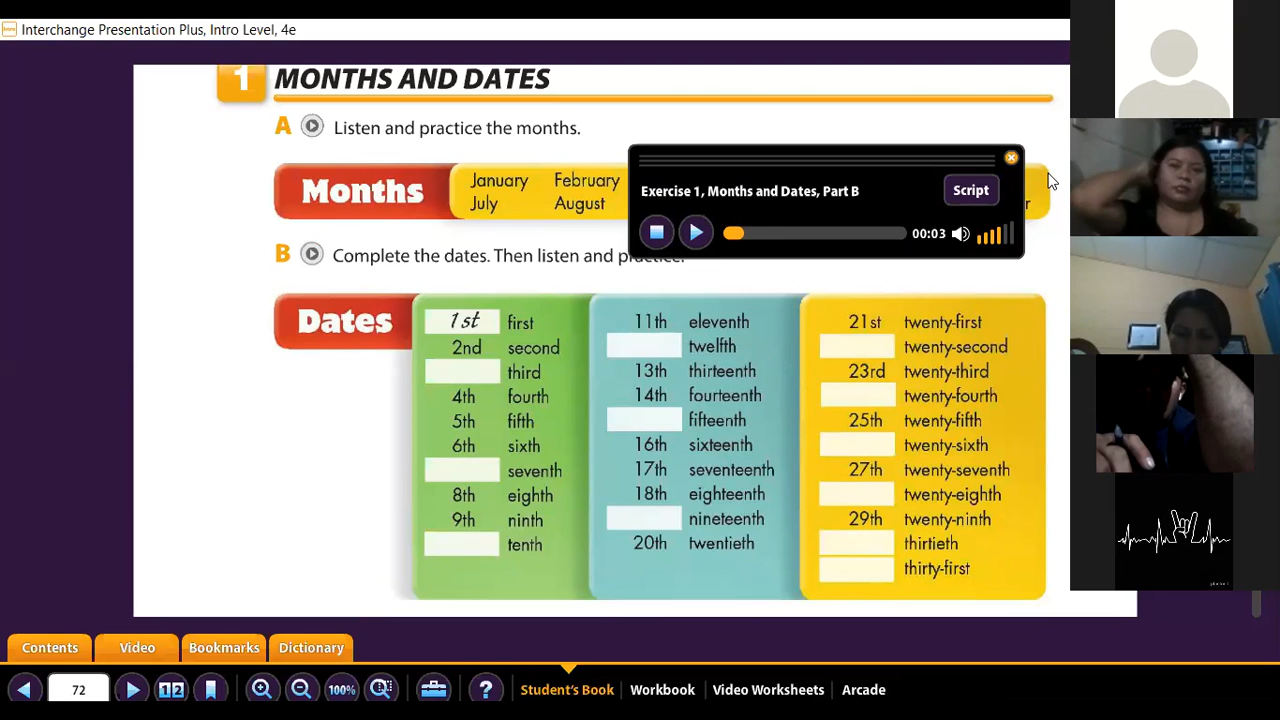 Interchange Presentation Plus, Intro Level, 4e
1 MONTHS AND DATES
A Listen and practice the months.
Months
January February
July August
r
Exercise 1, Months and Dates, Part B
Script
00:03
B Complete the dates. Then listen and practice.
Dates
1st first
2nd second
third
4th fourth
5th fifth
6th sixth
seventh
8th eighth
9th ninth
tenth
11th eleventh
twelfth
13th thirteenth
14th fourteenth
fifteenth
16th sixteenth
17th seventeenth
18th eighteenth
nineteenth
20th twentieth
21st twenty-first
twenty-second
23rd twenty-third
twenty-fourth
25th twenty-fifth
twenty-sixth
27th twenty-seventh
twenty-eighth
29th twenty-ninth
thirtieth
thirty-first
Contents Video Bookmarks Dictionary
72 12 100% ? Student's Book Workbook Video Worksheets Arcade